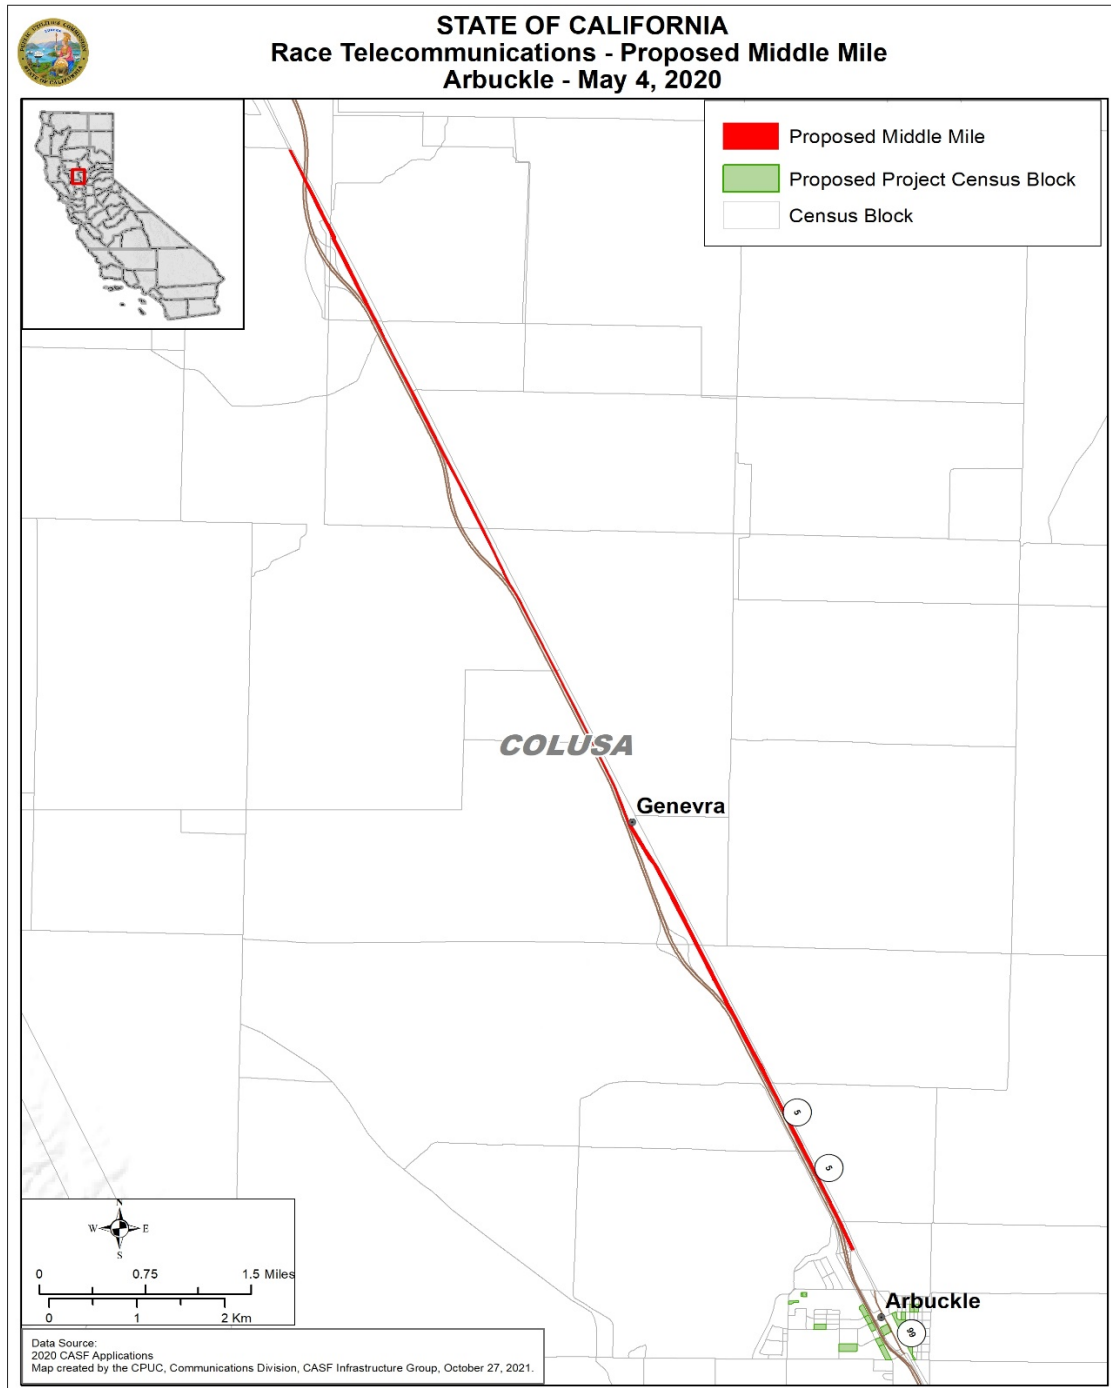 STATE OF CALIFORNIA
Race Telecommunications - Proposed Middle Mile
Arbuckle - May 4, 2020
Proposed Middle Mile
Proposed Project Census Block
Census Block
COLUSA
Genevra
5
5
Arbuckle
99
N
W E
S
0 0.75 1.5 Miles
0 1 2 Km
Data Source:
2020 CASF Applications
Map created by the CPUC, Communications Division, CASF Infrastructure Group, October 27, 2021.